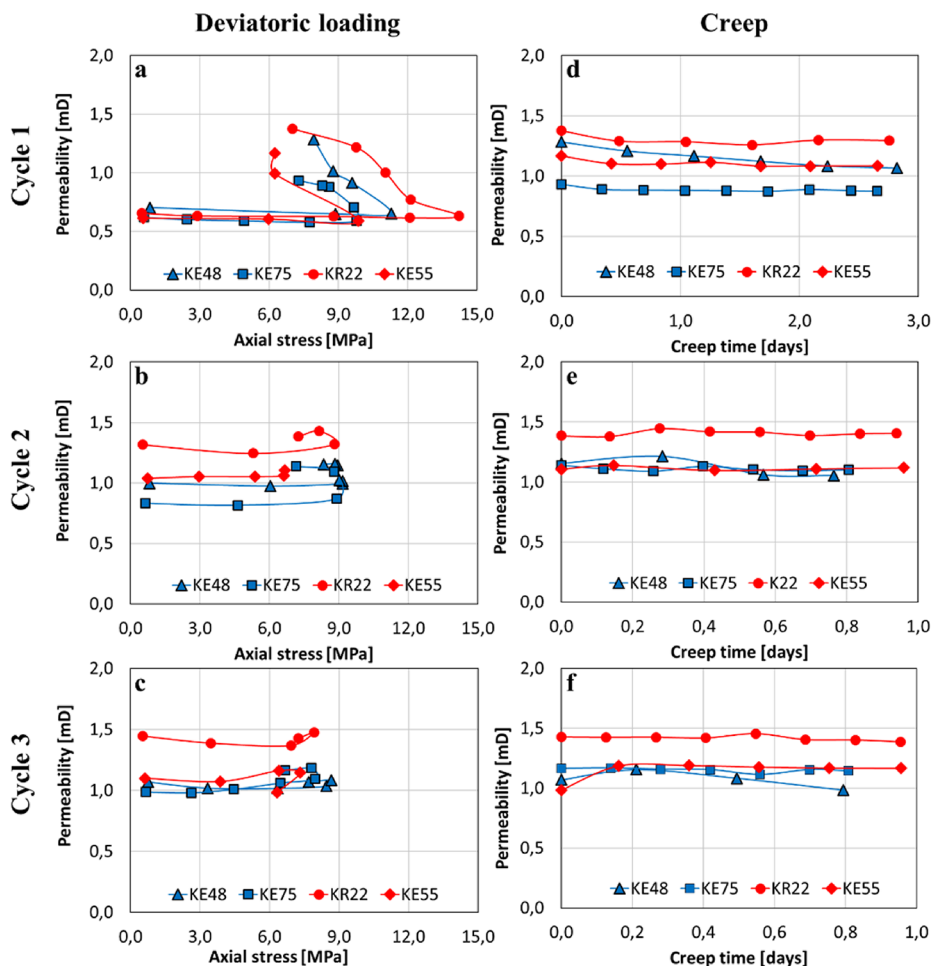 Deviatoric loading
Creep
Cycle 1
a
Permeability [mD]
2,0
1,5
1,0
0,5
0,0
KE48 KE75 KR22 KE55
0,0 3,0 6,0 9,0 12,0 15,0
Axial stress [MPa]
d
Permeability [mD]
2,0
1,5
1,0
0,5
0,0
KE48 KE75 KR22 KE55
0,0 1,0 2,0 3,0
Creep time [days]
Cycle 2
b
Permeability [mD]
2,0
1,5
1,0
0,5
0,0
KE48 KE75 KR22 KE55
0,0 3,0 6,0 9,0 12,0 15,0
Axial stress [MPa]
e
Permeability [mD]
2,0
1,5
1,0
0,5
0,0
KE48 KE75 K22 KE55
0,0 0,2 0,4 0,6 0,8 1,0
Creep time [days]
Cycle 3
c
Permeability [mD]
2,0
1,5
1,0
0,5
0,0
KE48 KE75 KR22 KE55
0,0 3,0 6,0 9,0 12,0 15,0
Axial stress [MPa]
f
Permeability [mD]
2,0
1,5
1,0
0,5
0,0
KE48 KE75 KR22 KE55
0,0 0,2 0,4 0,6 0,8 1,0
Creep time [days]